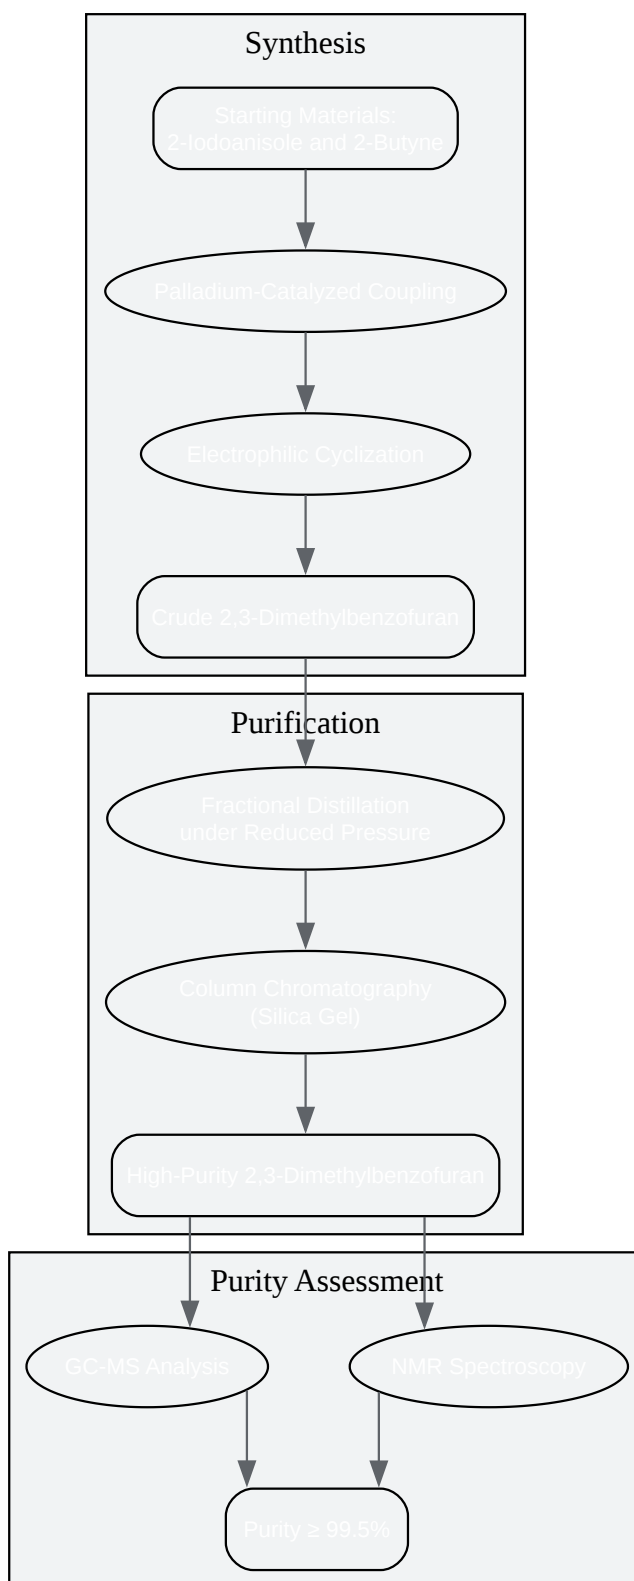 Synthesis
Starting Materials:
2-Iodoanisole and 2-Butyne
Palladium-Catalyzed Coupling
Electrophilic Cyclization
Crude 2,3-Dimethylbenzofuran
Purification
Fractional Distillation
under Reduced Pressure
Column Chromatography
(Silica Gel)
High-Purity 2,3-Dimethylbenzofuran
Purity Assessment
GC-MS Analysis
NMR Spectroscopy
Purity ≥ 99.5%